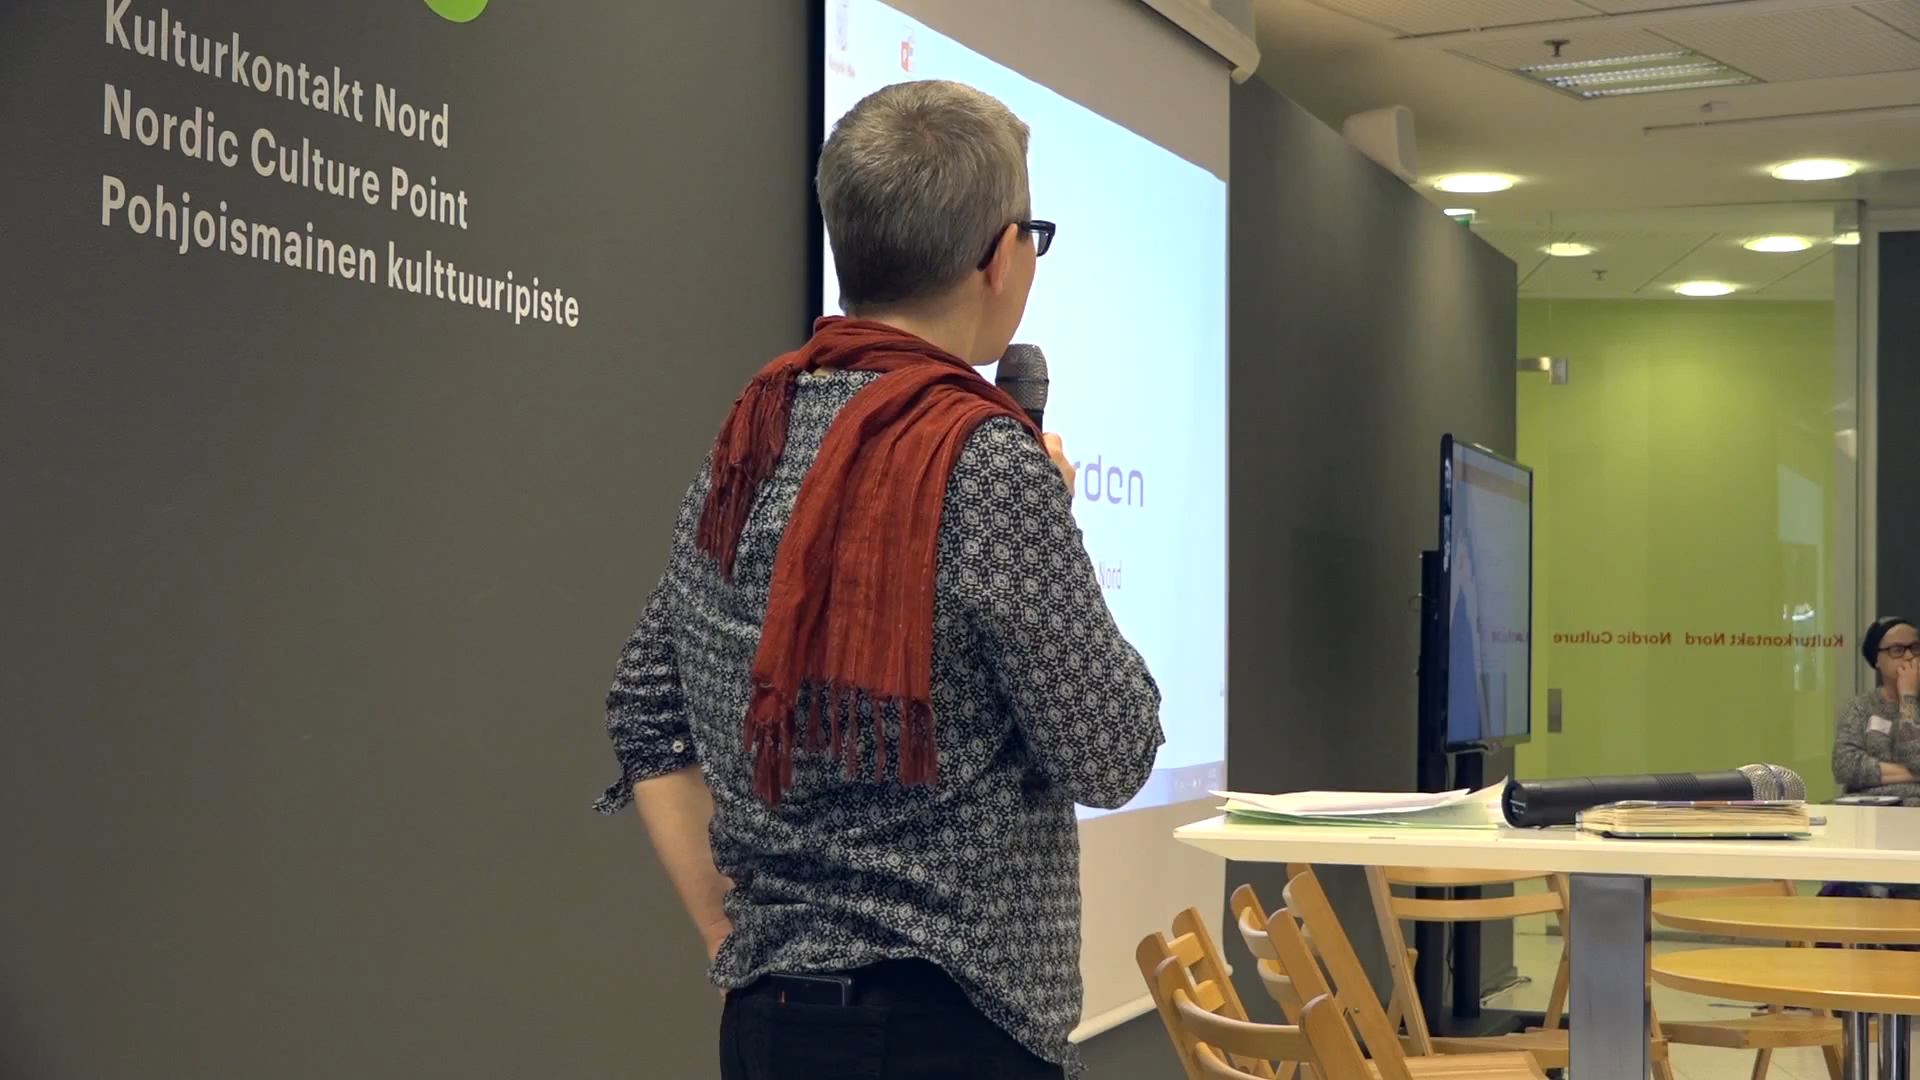 Kulturkontakt Nord
Nordic Culture Point
Pohjoismainen kulttuuripiste
rden
Nord
Kulturkontakt Nord Nordic Culture